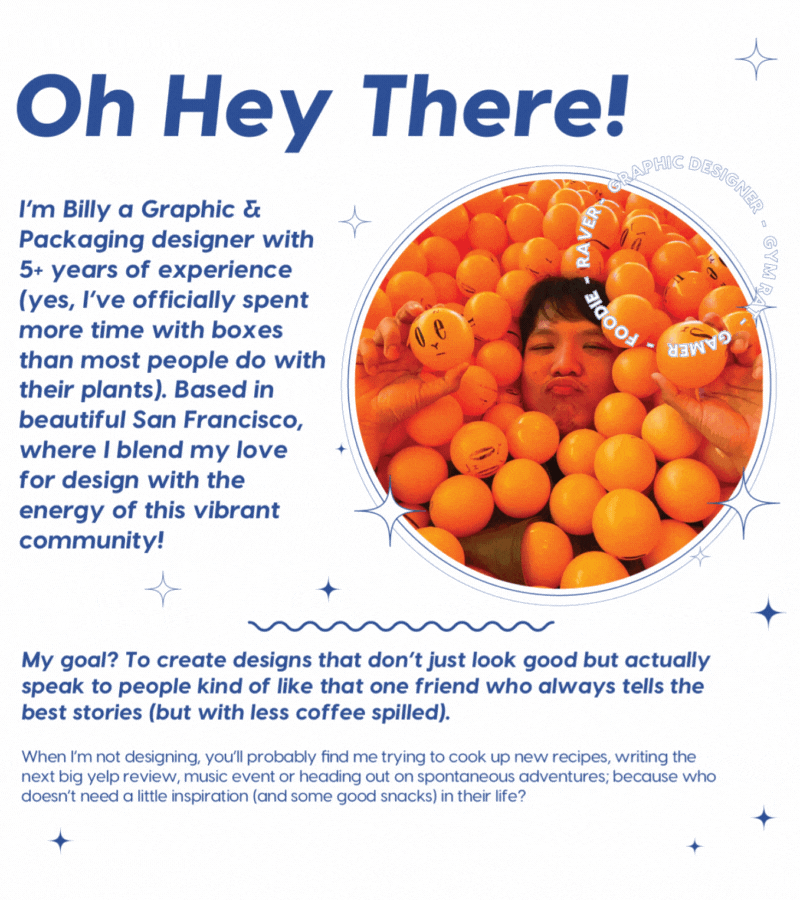 Oh Hey There!
I'm Billy a Graphic &
Packaging designer with
5+ years of experience
(yes, I've officially spent
more time with boxes
than most people do with
their plants). Based in
beautiful San Francisco,
where I blend my love
for design with the
energy of this vibrant
community!
GRAPHIC DESIGNER - GYM RA - GAMER - FOODIE - RAVER -
My goal? To create designs that don't just look good but actually
speak to people kind of like that one friend who always tells the
best stories (but with less coffee spilled).
When I'm not designing, you'll probably find me trying to cook up new recipes, writing the
next big yelp review, music event or heading out on spontaneous adventures; because who
doesn't need a little inspiration (and some good snacks) in their life?